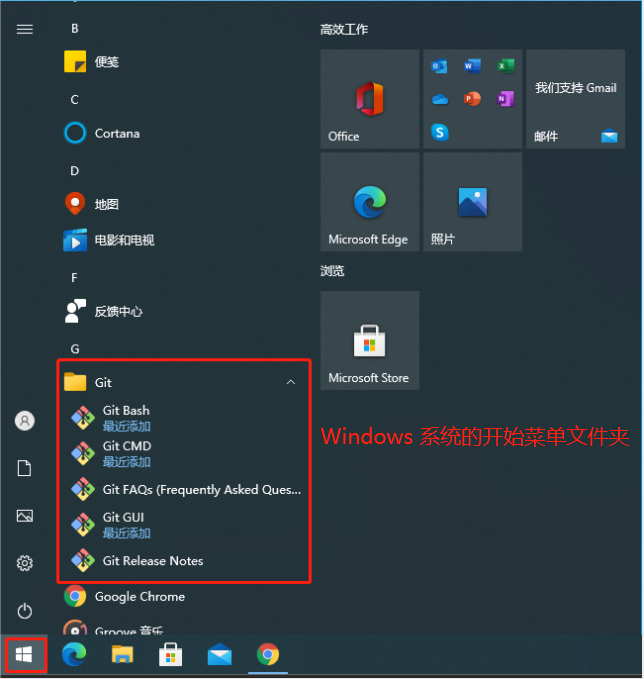 B
便笺
C
Cortana
D
地图
电影和电视
F
反馈中心
G
Git
Git Bash
最近添加
Git CMD
最近添加
Git FAQs (Frequently Asked Ques...
Git GUI
最近添加
Git Release Notes
Google Chrome
Groove 音乐
高效工作
Office
我们支持 Gmail
邮件
Microsoft Edge
照片
浏览
Microsoft Store
Windows 系统的开始菜单文件夹